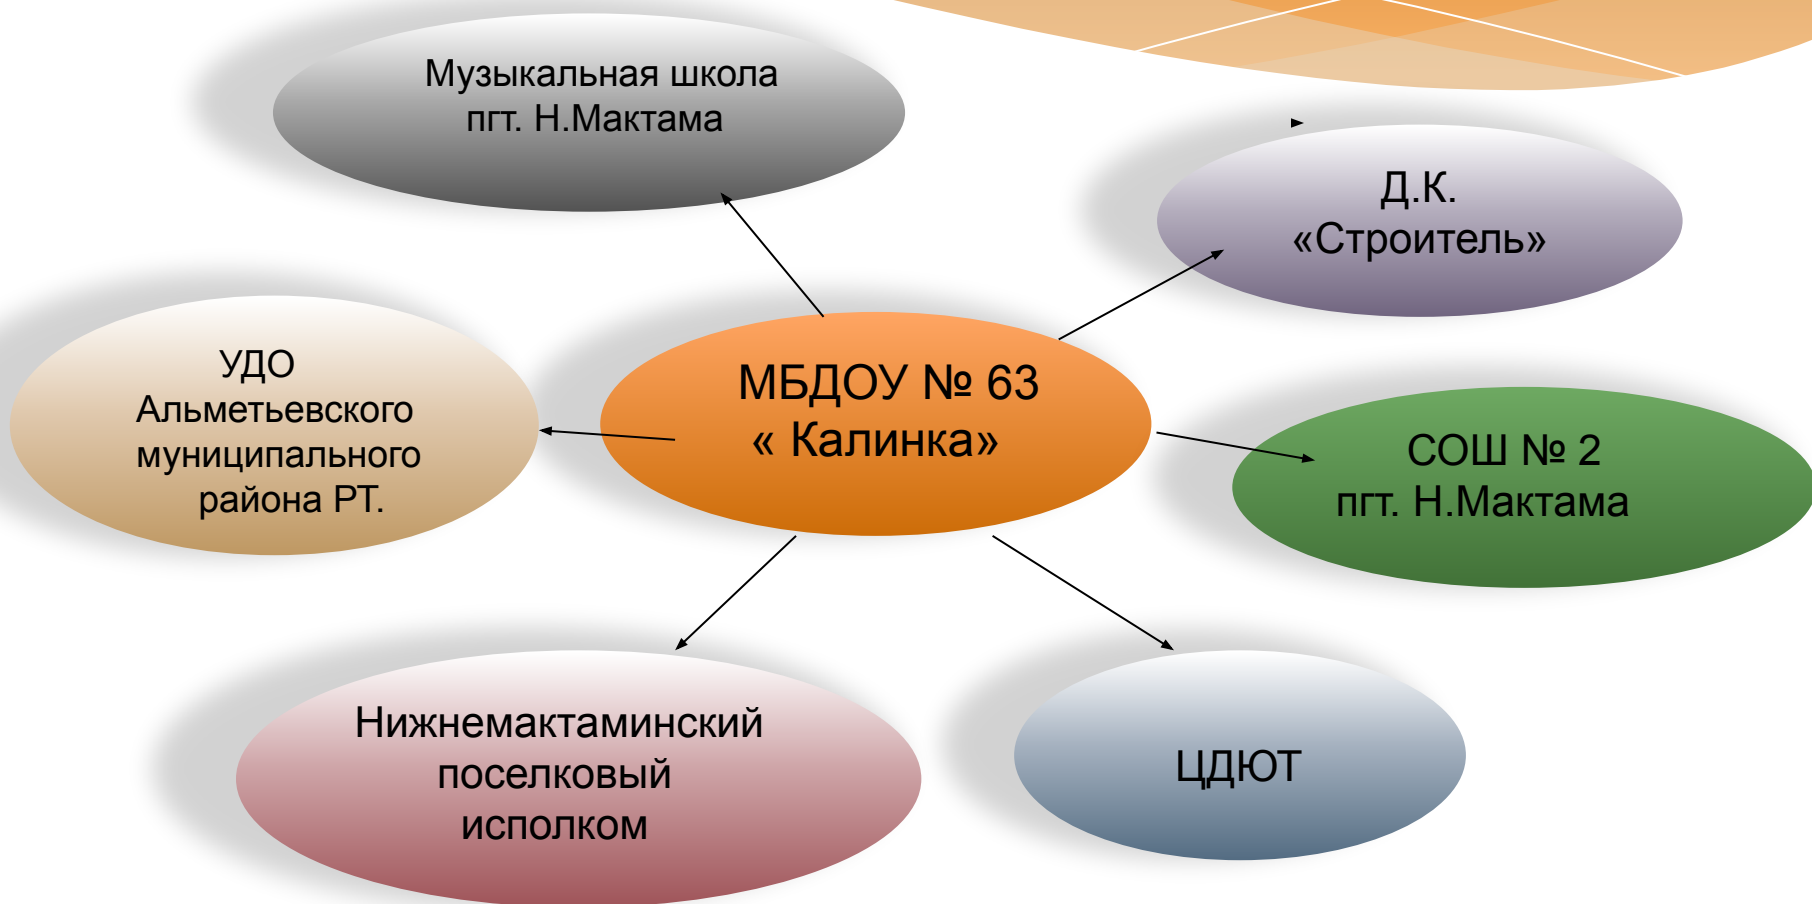 Музыкальная школа
пгт. Н.Мактама
Д.К.
«Строитель»
УДО
Альметьевского
муниципального
района РТ.
МБДОУ № 63
« Калинка»
СОШ № 2
пгт. Н.Мактама
Нижнемактаминский
поселковый
исполком
ЦДЮТ